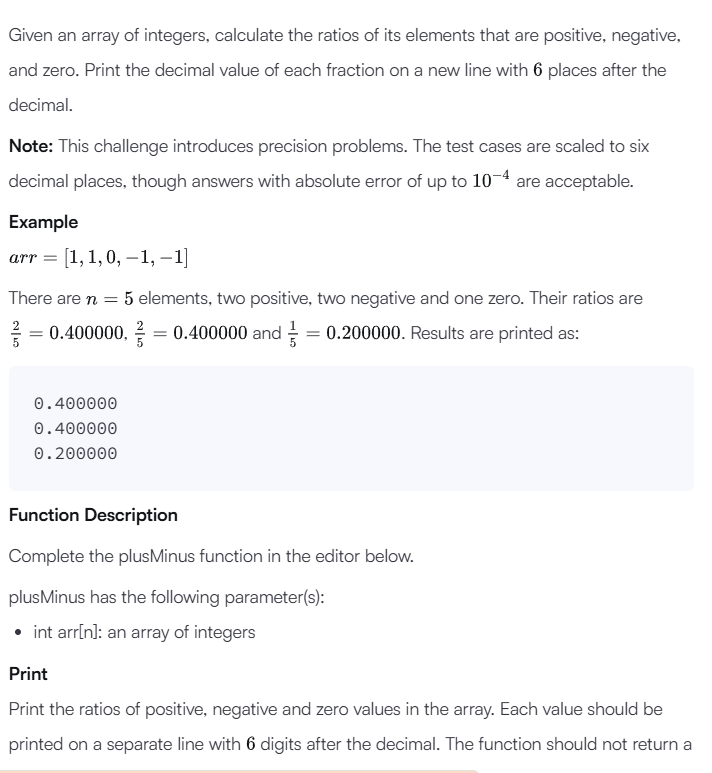 Given an array of integers, calculate the ratios of its elements that are positive, negative,
and zero. Print the decimal value of each fraction on a new line with 6 places after the
decimal.
Note: This challenge introduces precision problems. The test cases are scaled to six
decimal places, though answers with absolute error of up to 10⁻⁴ are acceptable.
Example
arr = [1, 1, 0, −1, −1]
There are n = 5 elements, two positive, two negative and one zero. Their ratios are
2/5 = 0.400000, 2/5 = 0.400000 and 1/5 = 0.200000. Results are printed as:
0.400000
0.400000
0.200000
Function Description
Complete the plusMinus function in the editor below.
plusMinus has the following parameter(s):
• int arr[n]: an array of integers
Print
Print the ratios of positive, negative and zero values in the array. Each value should be
printed on a separate line with 6 digits after the decimal. The function should not return a